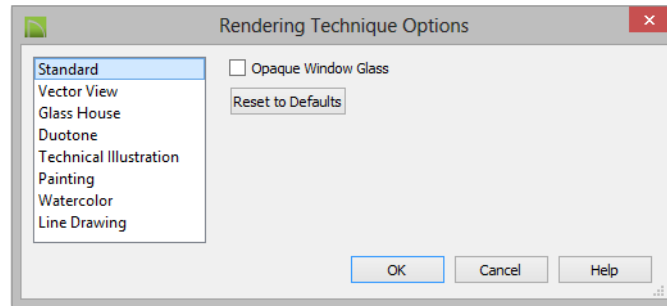 Rendering Technique Options
Standard
Vector View
Glass House
Duotone
Technical Illustration
Painting
Watercolor
Line Drawing
Opaque Window Glass
Reset to Defaults
OK Cancel Help